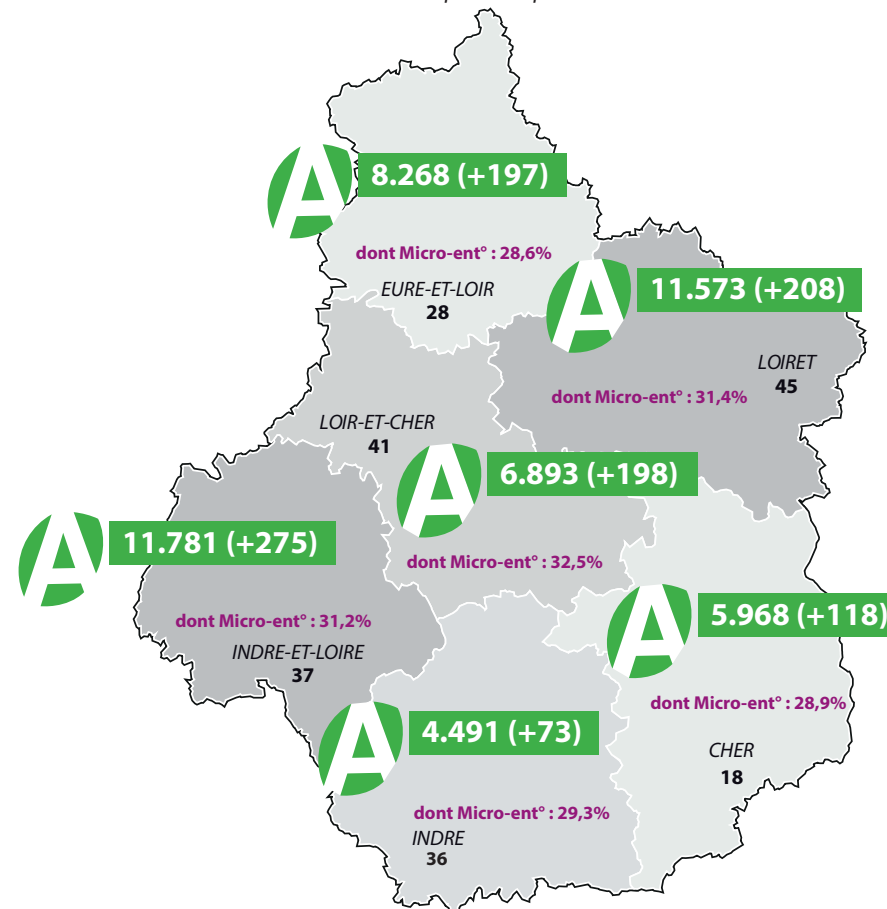 A
8.268 (+197)
dont Micro-ent° : 28,6%
EURE-ET-LOIR
28
A
11.573 (+208)
LOIRET
45
dont Micro-ent° : 31,4%
LOIR-ET-CHER
41
A
6.893 (+198)
dont Micro-ent° : 32,5%
A
11.781 (+275)
dont Micro-ent° : 31,2%
INDRE-ET-LOIRE
37
A
5.968 (+118)
dont Micro-ent° : 28,9%
CHER
18
A
4.491 (+73)
dont Micro-ent° : 29,3%
INDRE
36